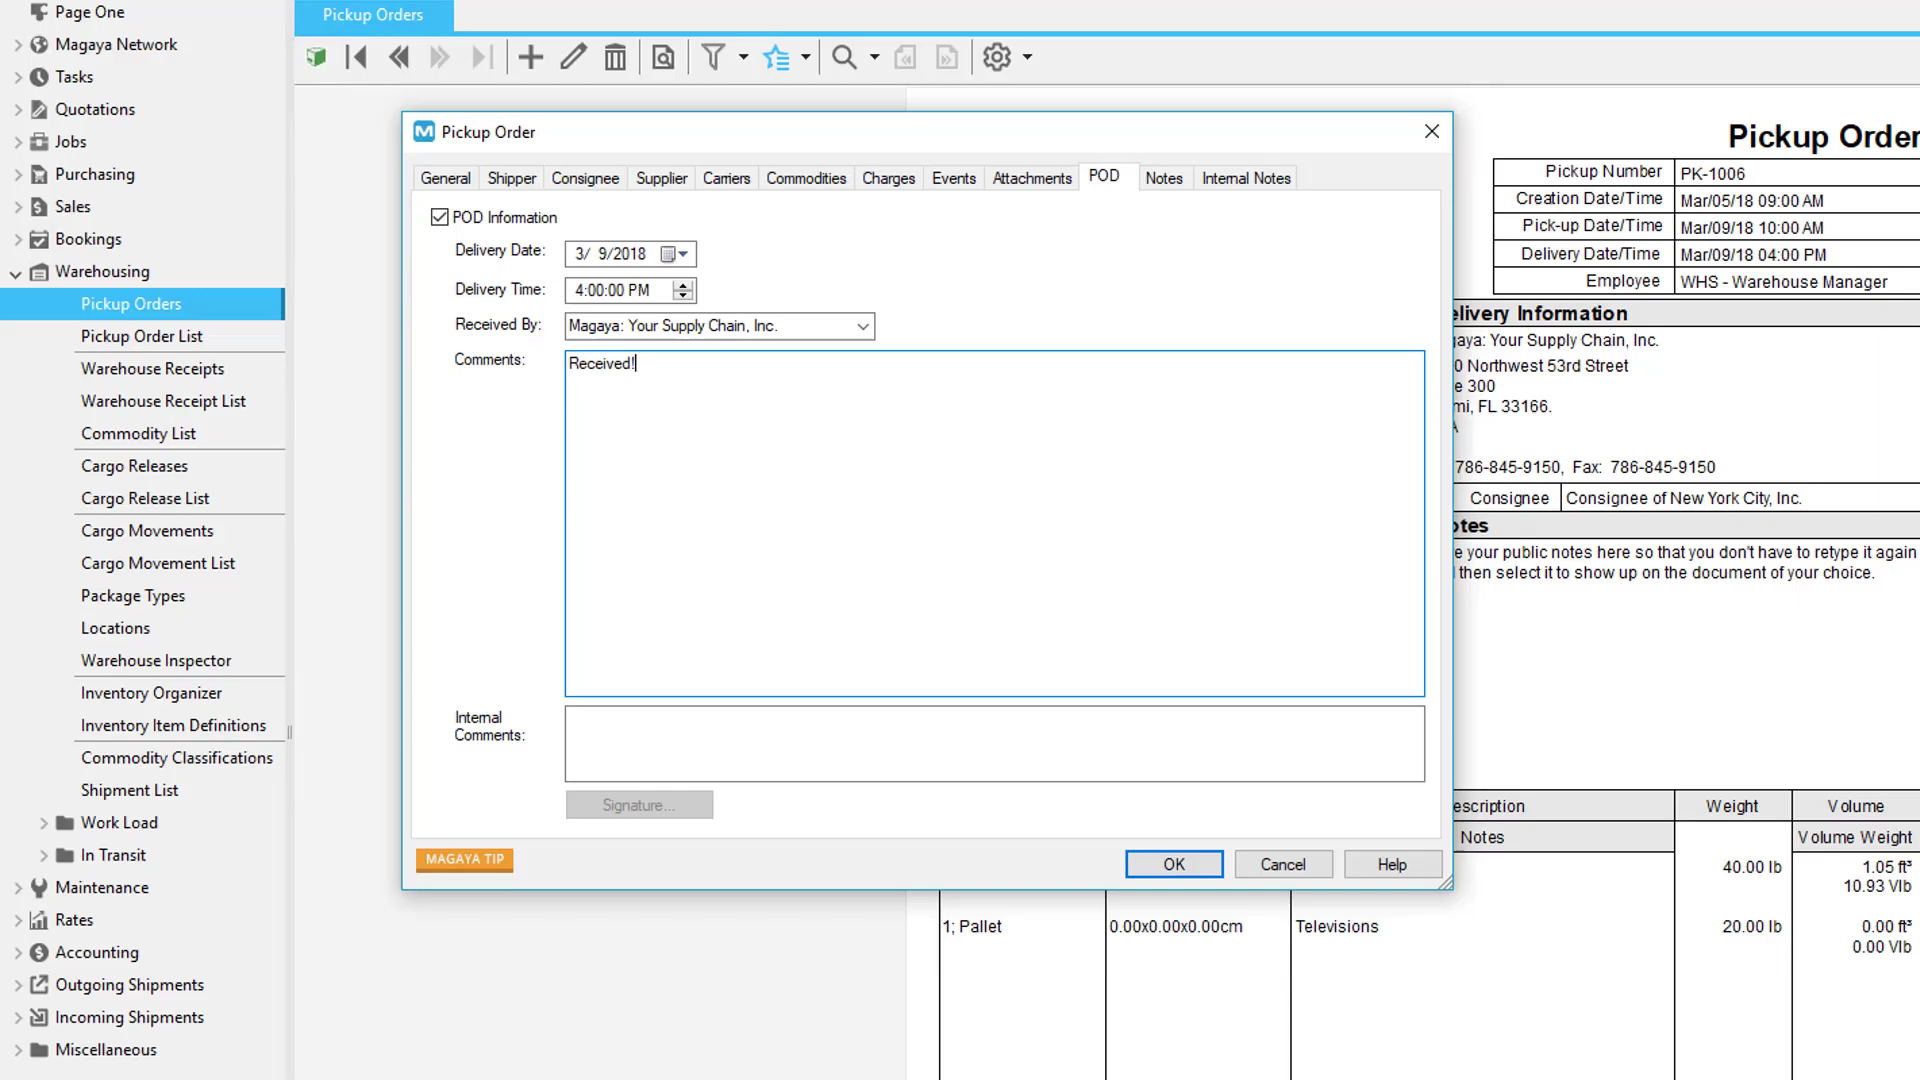 Page One
Magaya Network
Tasks
Quotations
Jobs
Purchasing
Sales
Bookings
Warehousing
Pickup Orders
Pickup Order List
Warehouse Receipts
Warehouse Receipt List
Commodity List
Cargo Releases
Cargo Release List
Cargo Movements
Cargo Movement List
Package Types
Locations
Warehouse Inspector
Inventory Organizer
Inventory Item Definitions
Commodity Classifications
Shipment List
Work Load
In Transit
Maintenance
Rates
Accounting
Outgoing Shipments
Incoming Shipments
Miscellaneous
Pickup Orders
M Pickup Order
General Shipper Consignee Supplier Carriers Commodities Charges Events Attachments POD Notes Internal Notes
POD Information
Delivery Date: 3/ 9/2018
Delivery Time: 4:00:00 PM
Received By: Magaya: Your Supply Chain, Inc.
Comments: Received!
Internal
Comments:
Signature...
MAGAYA TIP
OK Cancel Help
Pickup Order
Pickup Number PK-1006
Creation Date/Time Mar/05/18 09:00 AM
Pick-up Date/Time Mar/09/18 10:00 AM
Delivery Date/Time Mar/09/18 04:00 PM
Employee WHS - Warehouse Manager
elivery Information
aya: Your Supply Chain, Inc.
0 Northwest 53rd Street
e 300
mi, FL 33166.
A
786-845-9150, Fax: 786-845-9150
Consignee Consignee of New York City, Inc.
otes
e your public notes here so that you don't have to retype it again
then select it to show up on the document of your choice.
escription Weight Volume
Notes Volume Weight
40.00 lb 1.05 ft³
10.93 Vlb
1; Pallet 0.00x0.00x0.00cm Televisions 20.00 lb 0.00 ft³
0.00 Vlb